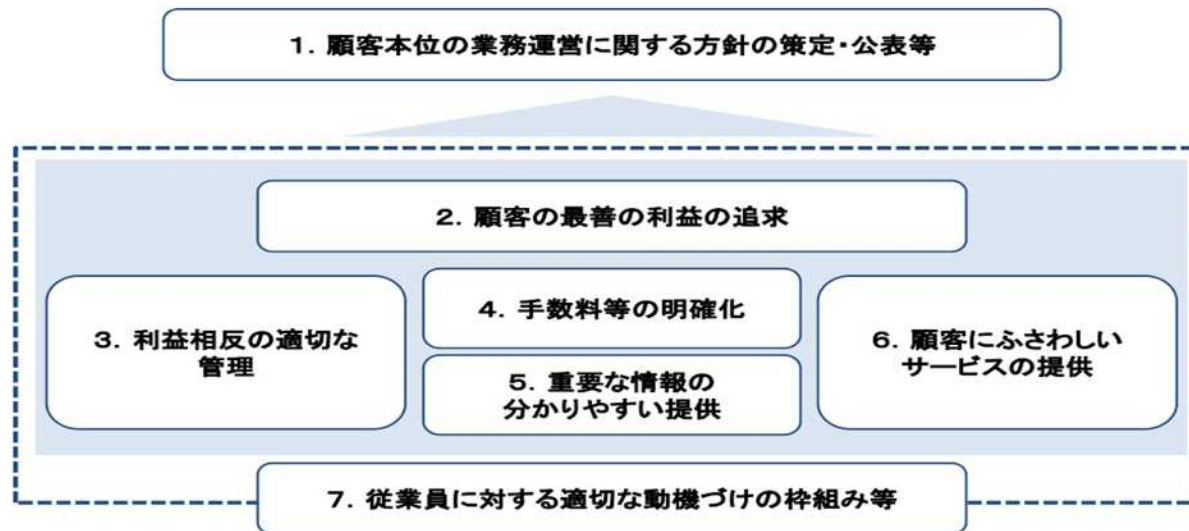 1. 顧客本位の業務運営に関する方針の策定・公表等
2. 顧客の最善の利益の追求
3. 利益相反の適切な
管理
4. 手数料等の明確化
5. 重要な情報の
分かりやすい提供
6. 顧客にふさわしい
サービスの提供
7. 従業員に対する適切な動機づけの枠組み等